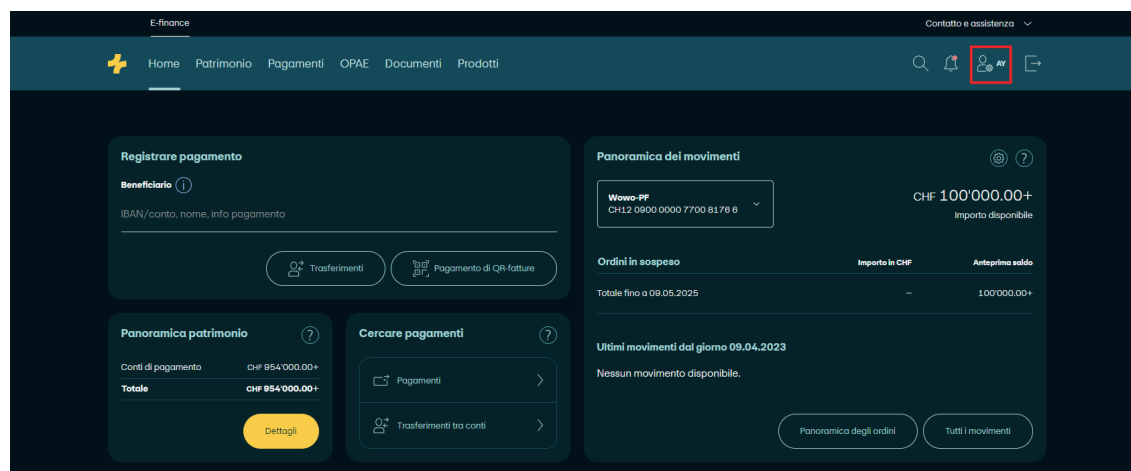 E-finance
Contatto e assistenza
Home Patrimonio Pagamenti OPAE Documenti Prodotti
AY
Registrare pagamento
Beneficiario
IBAN/conto, nome, info pagamento
Trasferimenti
Pagamento di QR-fatture
Panoramica patrimonio
Conti di pagamento CHF 954'000.00+
Totale CHF 954'000.00+
Dettagli
Cercare pagamenti
Pagamenti
Trasferimenti tra conti
Panoramica dei movimenti
Wowo-PF
CH12 0900 0000 7700 8176 6
CHF 100'000.00+
Importo disponibile
Ordini in sospeso Importo in CHF Anteprima saldo
Totale fino a 09.05.2025 – 100'000.00+
Ultimi movimenti dal giorno 09.04.2023
Nessun movimento disponibile.
Panoramica degli ordini
Tutti i movimenti